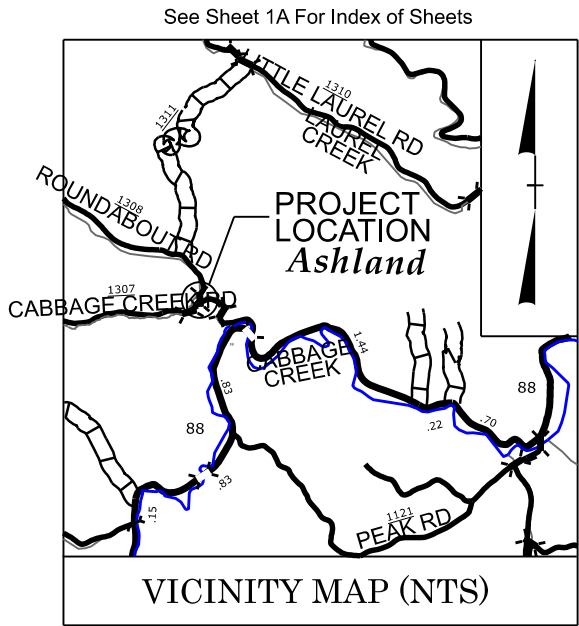 See Sheet 1A For Index of Sheets
LITTLE LAUREL RD
1310
LAUREL
CREEK
1311
ROUNDABOUT RD
1308
PROJECT
LOCATION
Ashland
1307
CABBAGE CREEK RD
CABBAGE
CREEK
1.44
.83
88
88
.22
.70
.83
.15
1121
PEAK RD
VICINITY MAP (NTS)